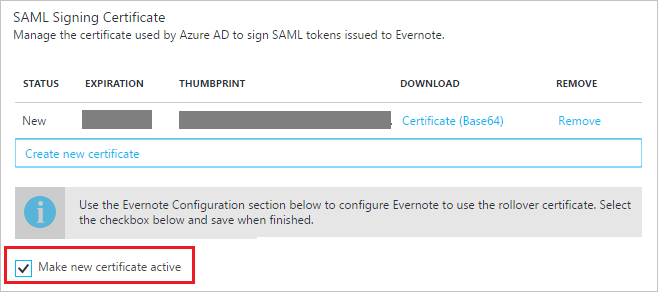 SAML Signing Certificate
Manage the certificate used by Azure AD to sign SAML tokens issued to Evernote.
STATUS EXPIRATION THUMBPRINT DOWNLOAD REMOVE
New Certificate (Base64) Remove
Create new certificate
Use the Evernote Configuration section below to configure Evernote to use the rollover certificate. Select
the checkbox below and save when finished.
Make new certificate active